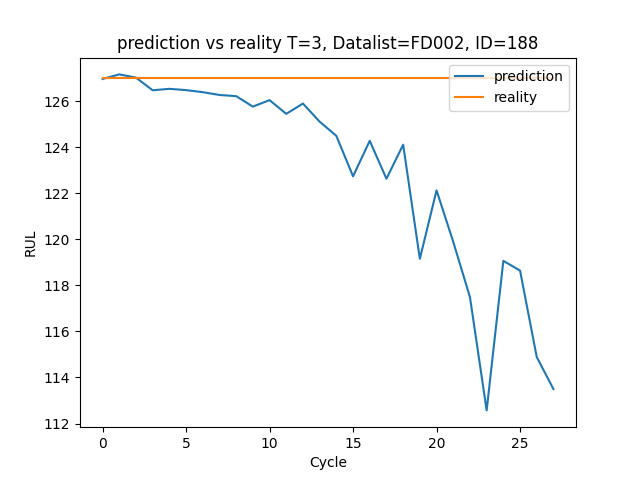 prediction vs reality T=3, Datalist=FD002, ID=188
prediction
reality
126
124
122
120
118
116
114
112
RUL
0 5 10 15 20 25
Cycle